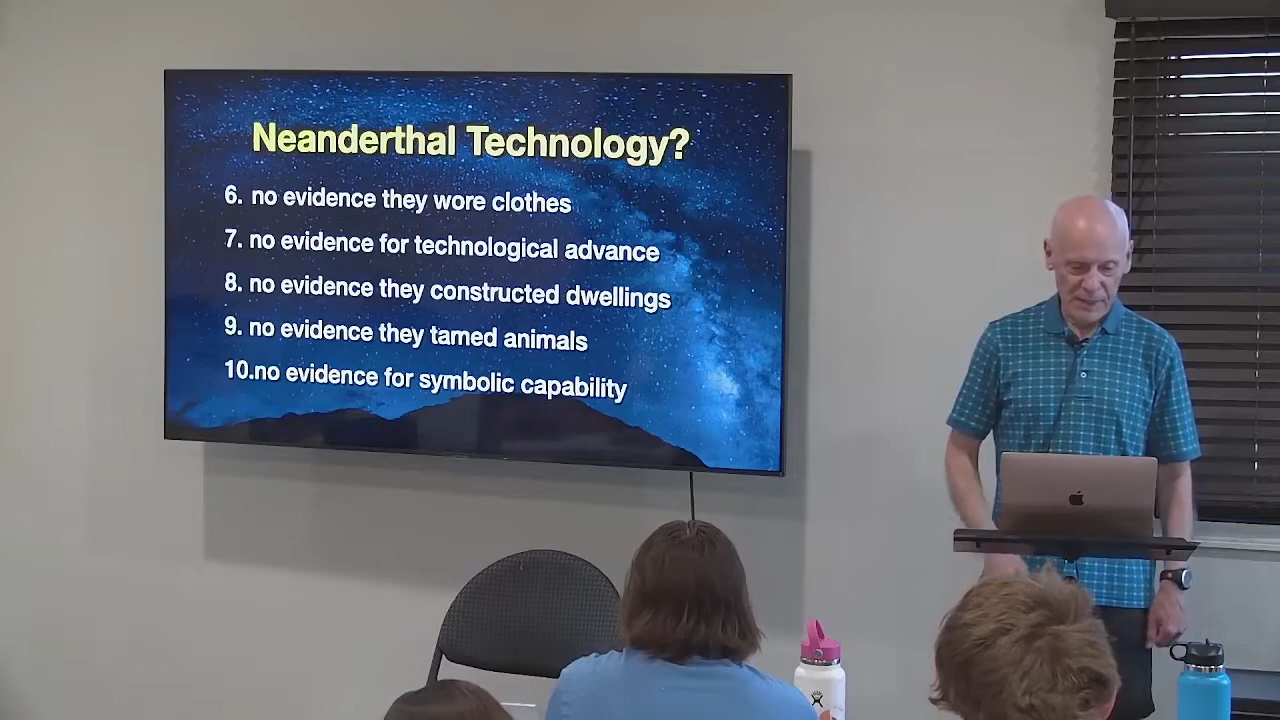 Neanderthal Technology?
6. no evidence they wore clothes
7. no evidence for technological advance
8. no evidence they constructed dwellings
9. no evidence they tamed animals
10.no evidence for symbolic capability